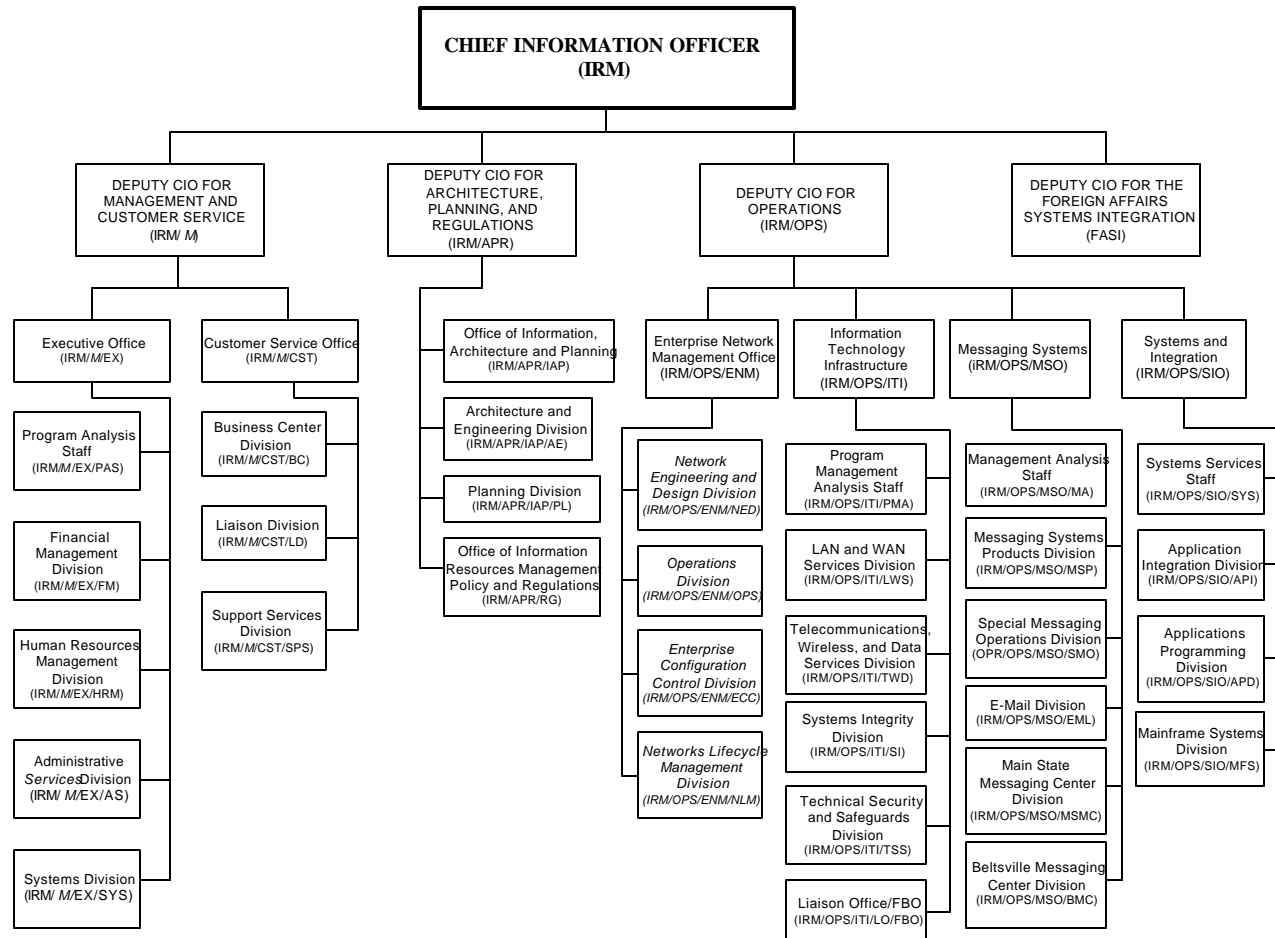 CHIEF INFORMATION OFFICER
(IRM)
DEPUTY CIO FOR
MANAGEMENT AND
CUSTOMER SERVICE
(IRM/ M)
DEPUTY CIO FOR
ARCHITECTURE,
PLANNING, AND
REGULATIONS
(IRM/APR)
DEPUTY CIO FOR
OPERATIONS
(IRM/OPS)
DEPUTY CIO FOR THE
FOREIGN AFFAIRS
SYSTEMS INTEGRATION
(FASI)
Executive Office
(IRM/M/EX)
Program Analysis
Staff
(IRM/M/EX/PAS)
Financial
Management
Division
(IRM/M/EX/FM)
Human Resources
Management
Division
(IRM/M/EX/HRM)
Administrative
Services Division
(IRM/ M/EX/AS)
Systems Division
(IRM/ M/EX/SYS)
Customer Service Office
(IRM/M/CST)
Business Center
Division
(IRM/M/CST/BC)
Liaison Division
(IRM/M/CST/LD)
Support Services
Division
(IRM/M/CST/SPS)
Office of Information,
Architecture and Planning
(IRM/APR/IAP)
Architecture and
Engineering Division
(IRM/APR/IAP/AE)
Planning Division
(IRM/APR/IAP/PL)
Office of Information
Resources Management
Policy and Regulations
(IRM/APR/RG)
Enterprise Network
Management Office
(IRM/OPS/ENM)
Network
Engineering and
Design Division
(IRM/OPS/ENM/NED)
Operations
Division
(IRM/OPS/ENM/OPS)
Enterprise
Configuration
Control Division
(IRM/OPS/ENM/ECC)
Networks Lifecycle
Management
Division
(IRM/OPS/ENM/NLM)
Information
Technology
Infrastructure
(IRM/OPS/ITI)
Program
Management
Analysis Staff
(IRM/OPS/ITI/PMA)
LAN and WAN
Services Division
(IRM/OPS/ITI/LWS)
Telecommunications,
Wireless, and Data
Services Division
(IRM/OPS/ITI/TWD)
Systems Integrity
Division
(IRM/OPS/ITI/SI)
Technical Security
and Safeguards
Division
(IRM/OPS/ITI/TSS)
Liaison Office/FBO
(IRM/OPS/ITI/LO/FBO)
Messaging Systems
(iRM/OPS/MSO)
Management Analysis
Staff
(IRM/OPS/MSO/MA)
Messaging Systems
Products Division
(IRM/OPS/MSO/MSP)
Special Messaging
Operations Division
(OPR/OPS/MSO/SMO)
E-Mail Division
(IRM/OPS/MSO/EML)
Main State
Messaging Center
Division
(IRM/OPS/MSO/MSMC)
Beltsville Messaging
Center Division
(IRM/OPS/MSO/BMC)
Systems and
Integration
(IRM/OPS/SIO)
Systems Services
Staff
(IRM/OPS/SIO/SYS)
Application
Integration Division
(IRM/OPS/SIO/API)
Applications
Programming
Division
(IRM/OPS/SIO/APD)
Mainframe Systems
Division
(IRM/OPS/SIO/MFS)